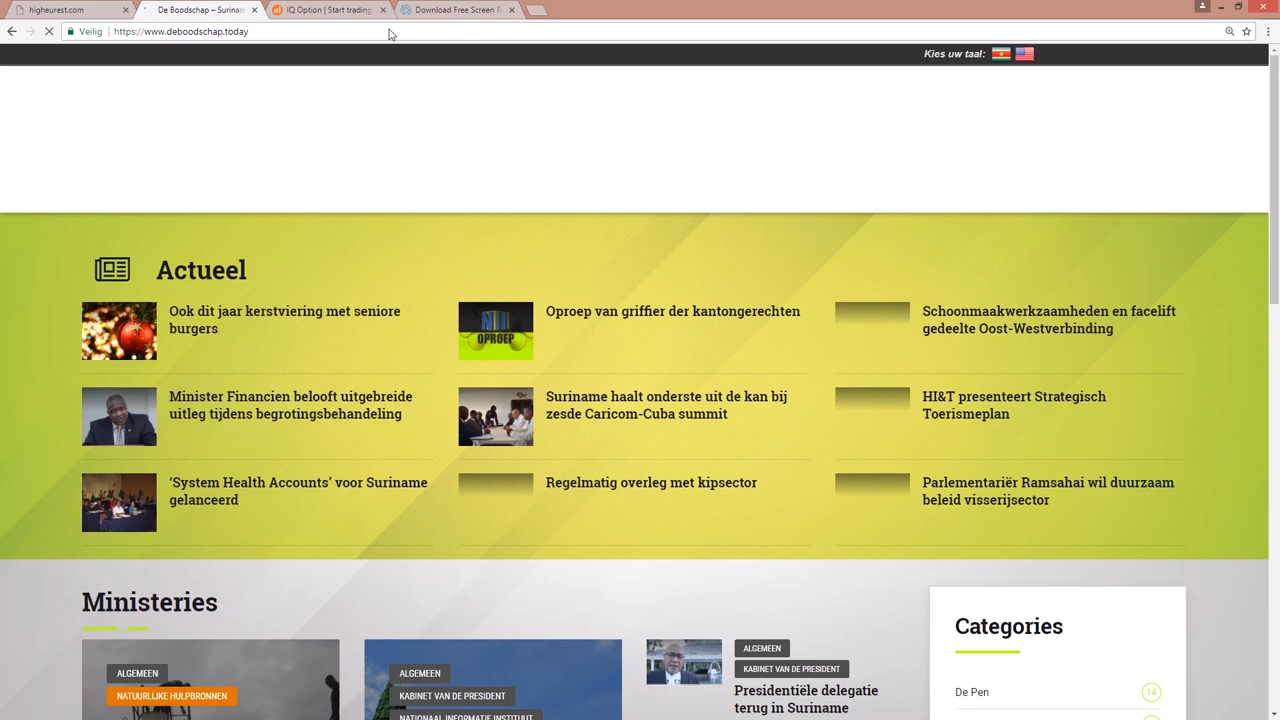 higheurest.com
De Boodschap – Surinam
IQ Option | Start trading
Download Free Screen R
Veilig
https://www.deboodschap.today
Kies uw taal:
Actueel
Ook dit jaar kerstviering met seniore
burgers
Oproep van griffier der kantongerechten
OPROEP
Schoonmaakwerkzaamheden en facelift
gedeelte Oost-Westverbinding
Minister Financien belooft uitgebreide
uitleg tijdens begrotingsbehandeling
Suriname haalt onderste uit de kan bij
zesde Caricom-Cuba summit
HI&T presenteert Strategisch
Toerismeplan
‘System Health Accounts’ voor Suriname
gelanceerd
Regelmatig overleg met kipsector
Parlementariër Ramsahai wil duurzaam
beleid visserijsector
Ministeries
ALGEMEEN
NATUURLIJKE HULPBRONNEN
ALGEMEEN
KABINET VAN DE PRESIDENT
NATIONAAL INFORMATIE INSTITUUT
ALGEMEEN
KABINET VAN DE PRESIDENT
Presidentiële delegatie
terug in Suriname
Categories
De Pen
14